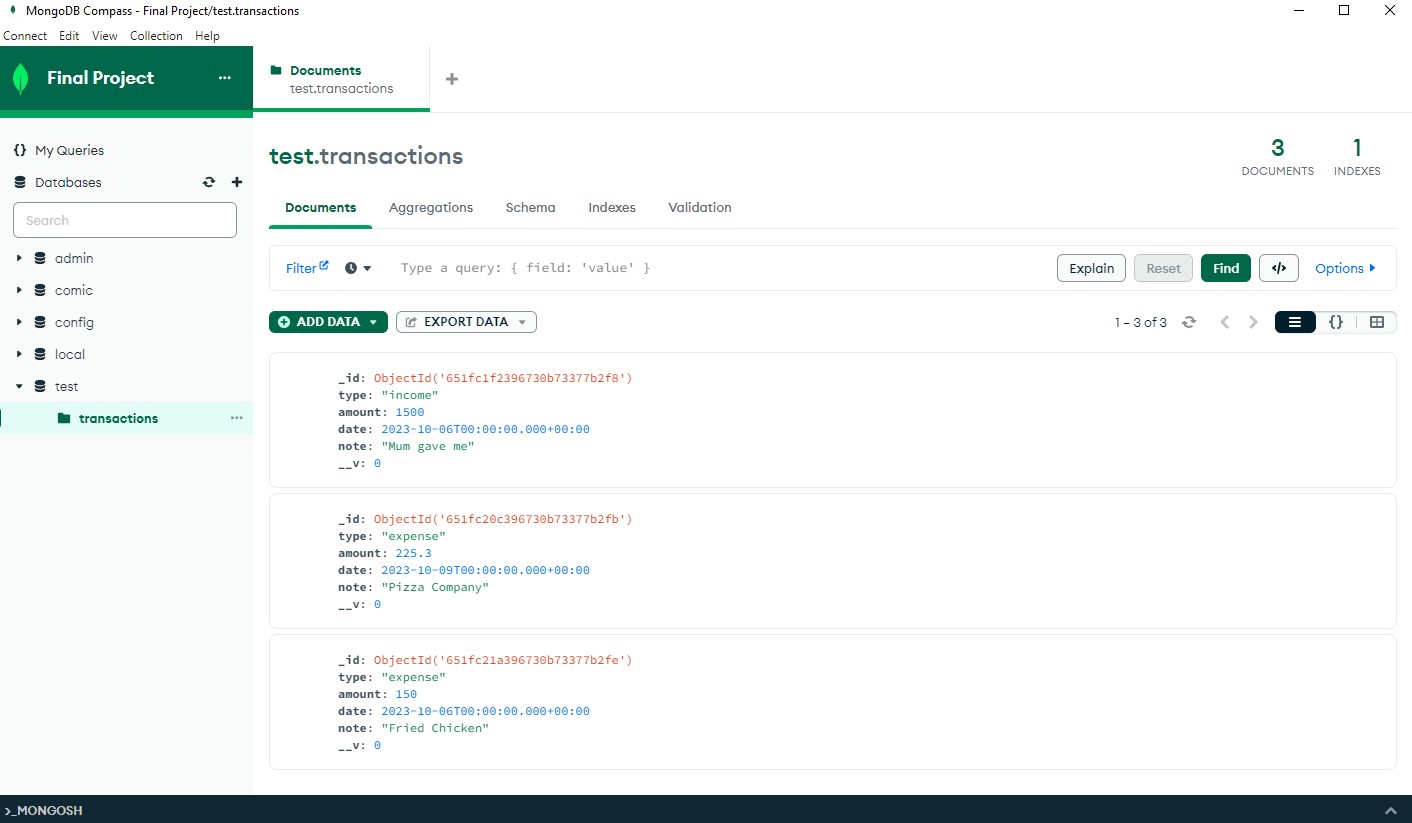 MongoDB Compass - Final Project/test.transactions
Connect Edit View Collection Help
Final Project
Documents
test.transactions
My Queries
Databases
Search
admin
comic
config
local
test
transactions
test.transactions
3
DOCUMENTS
1
INDEXES
Documents Aggregations Schema Indexes Validation
Filter Type a query: { field: 'value' } Explain Reset Find </> Options
ADD DATA EXPORT DATA 1 – 3 of 3 {}
_id: ObjectId('651fc1f2396730b73377b2f8')
type: "income"
amount: 1500
date: 2023-10-06T00:00:00.000+00:00
note: "Mum gave me"
__v: 0
_id: ObjectId('651fc20c396730b73377b2fb')
type: "expense"
amount: 225.3
date: 2023-10-09T00:00:00.000+00:00
note: "Pizza Company"
__v: 0
_id: ObjectId('651fc21a396730b73377b2fe')
type: "expense"
amount: 150
date: 2023-10-06T00:00:00.000+00:00
note: "Fried Chicken"
__v: 0
>_MONGOSH